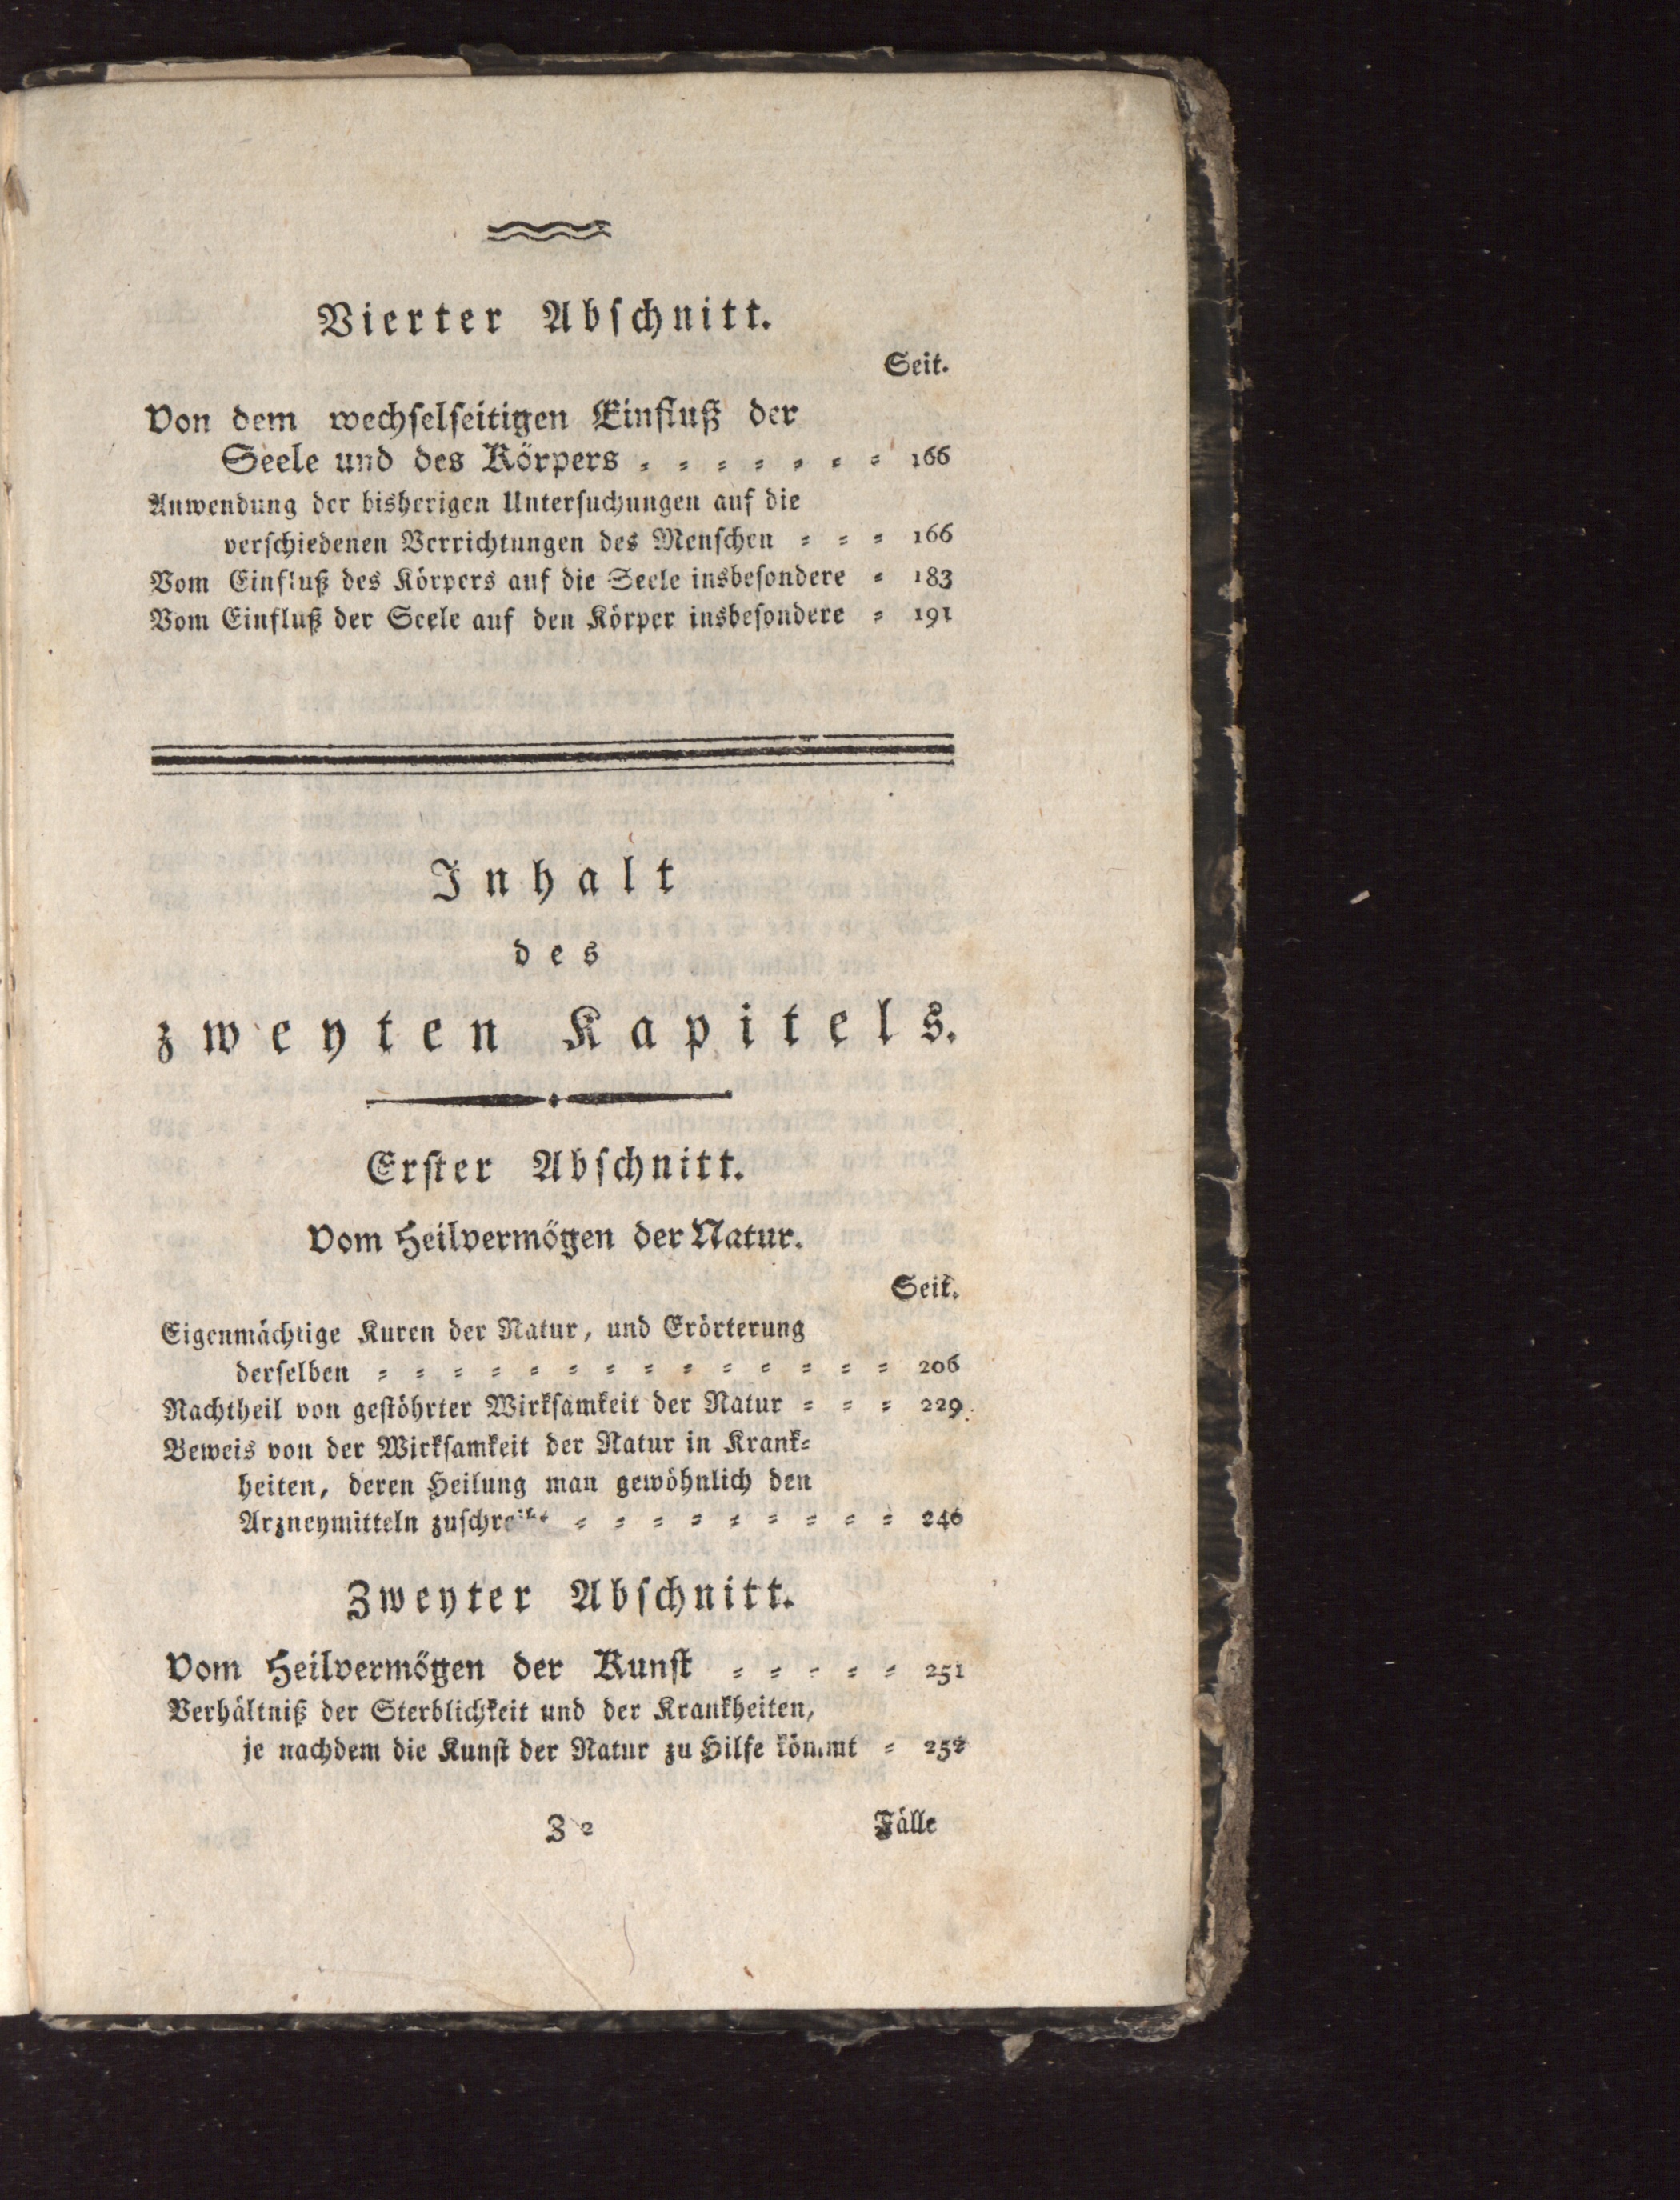 Vierter Abschnitt.
Seit.
Von dem wechselseitigen Einfluß der
Seele und des Körpers = = = = = = = 166
Anwendung der bisherigen Untersuchungen auf die
verschiedenen Verrichtungen des Menschen = = = 166
Vom Einfluß des Körpers auf die Seele insbesondere = 183
Vom Einfluß der Seele auf den Körper insbesondere = 191
Inhalt
des
zweyten Kapitels.
Erster Abschnitt.
Vom Heilvermögen der Natur.
Seit.
Eigenmächtige Kuren der Natur, und Erörterung
derselben = = = = = = = = = = = = = = 206
Nachtheil von gestöhrter Wirksamkeit der Natur = = = 229
Beweis von der Wirksamkeit der Natur in Krank=
heiten, deren Heilung man gewöhnlich den
Arzneymitteln zuschreibt = = = = = = = = = 246
Zweyter Abschnitt.
Vom Heilvermögen der Kunst = = = = = 251
Verhältniß der Sterblichkeit und der Krankheiten,
je nachdem die Kunst der Natur zu Hilfe kömmt = 252
3 2 Fälle